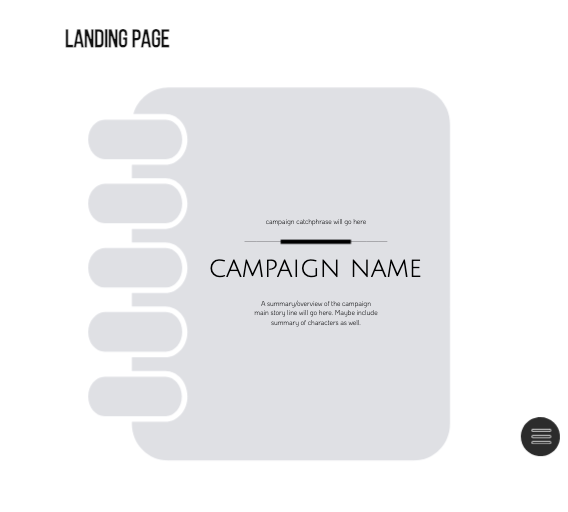 LANDING PAGE
campaign catchphrase will go here
CAMPAIGN NAME
A summary/overview of the campaign
main story line will go here. Maybe include
summary of characters as well.